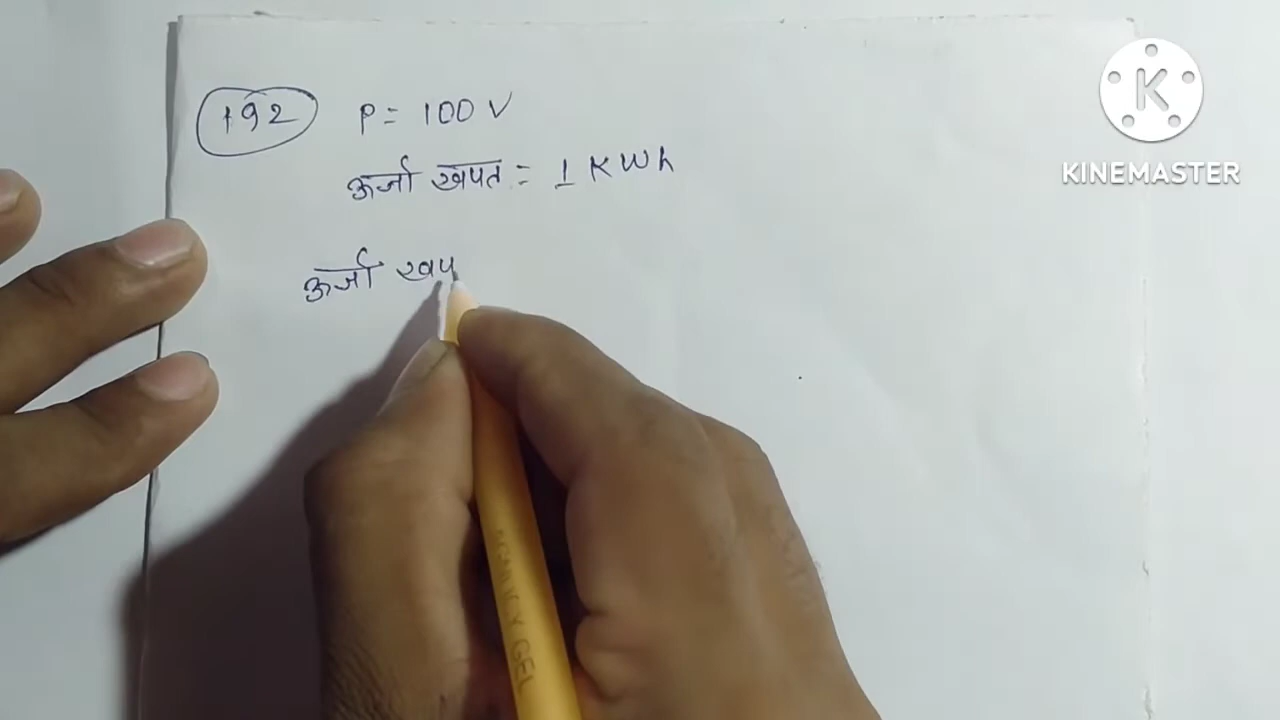 192 P = 100 V
ऊर्जा खपत = 1 KWh
ऊर्जा खप
K
KINEMASTER